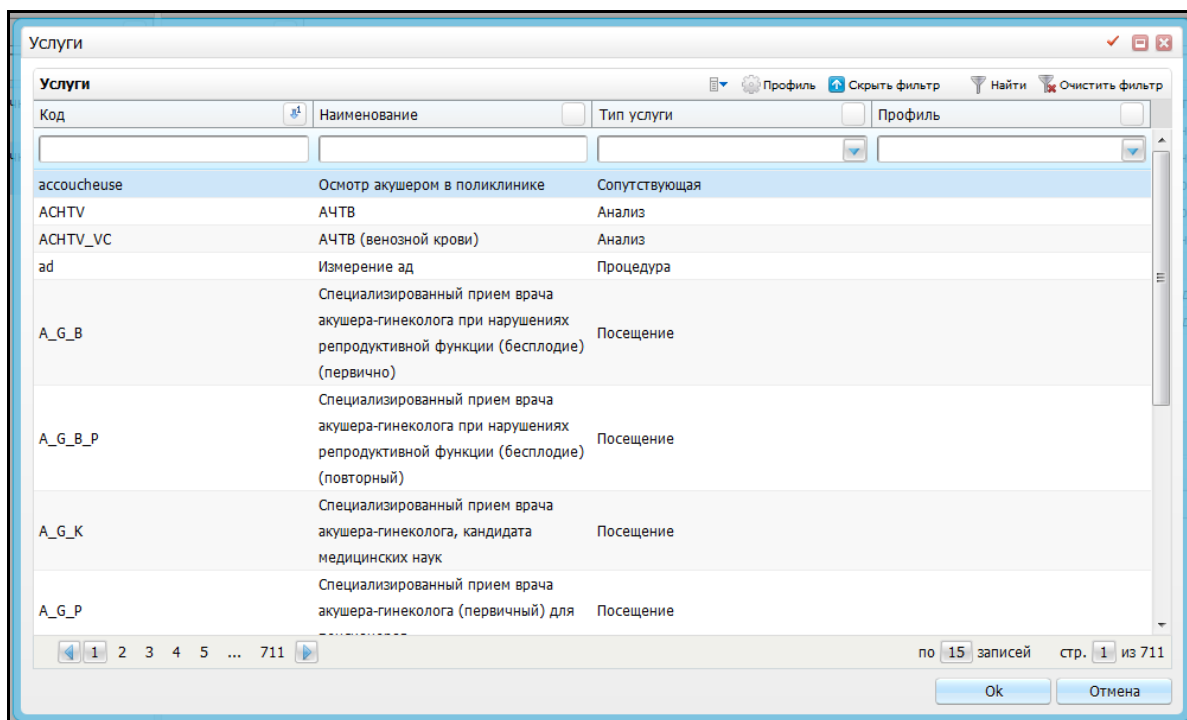 Услуги
Услуги Профиль Скрыть фильтр Найти Очистить фильтр
Код Наименование Тип услуги Профиль
accoucheuse Осмотр акушером в поликлинике Сопутствующая
ACHTV АЧТВ Анализ
ACHTV_VC АЧТВ (венозной крови) Анализ
ad Измерение ад Процедура
Специализированный прием врача
акушера-гинеколога при нарушениях
A_G_B Посещение
репродуктивной функции (бесплодие)
(первично)
Специализированный прием врача
акушера-гинеколога при нарушениях
A_G_B_P Посещение
репродуктивной функции (бесплодие)
(повторный)
Специализированный прием врача
A_G_K акушера-гинеколога, кандидата Посещение
медицинских наук
Специализированный прием врача
A_G_P акушера-гинеколога (первичный) для Посещение
1 2 3 4 5 ... 711 по 15 записей стр. 1 из 711
Ok Отмена